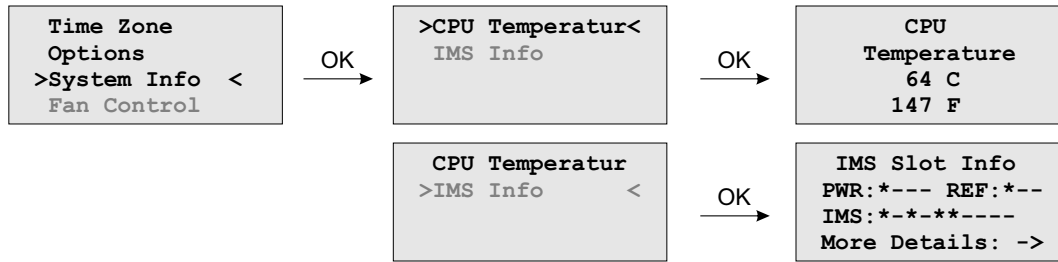 Time Zone
Options
>System Info <
Fan Control
OK
>CPU Temperatur<
IMS Info
OK
CPU
Temperature
64 C
147 F
CPU Temperatur
>IMS Info <
OK
IMS Slot Info
PWR:*--- REF:*--
IMS:*-*-**----
More Details: ->